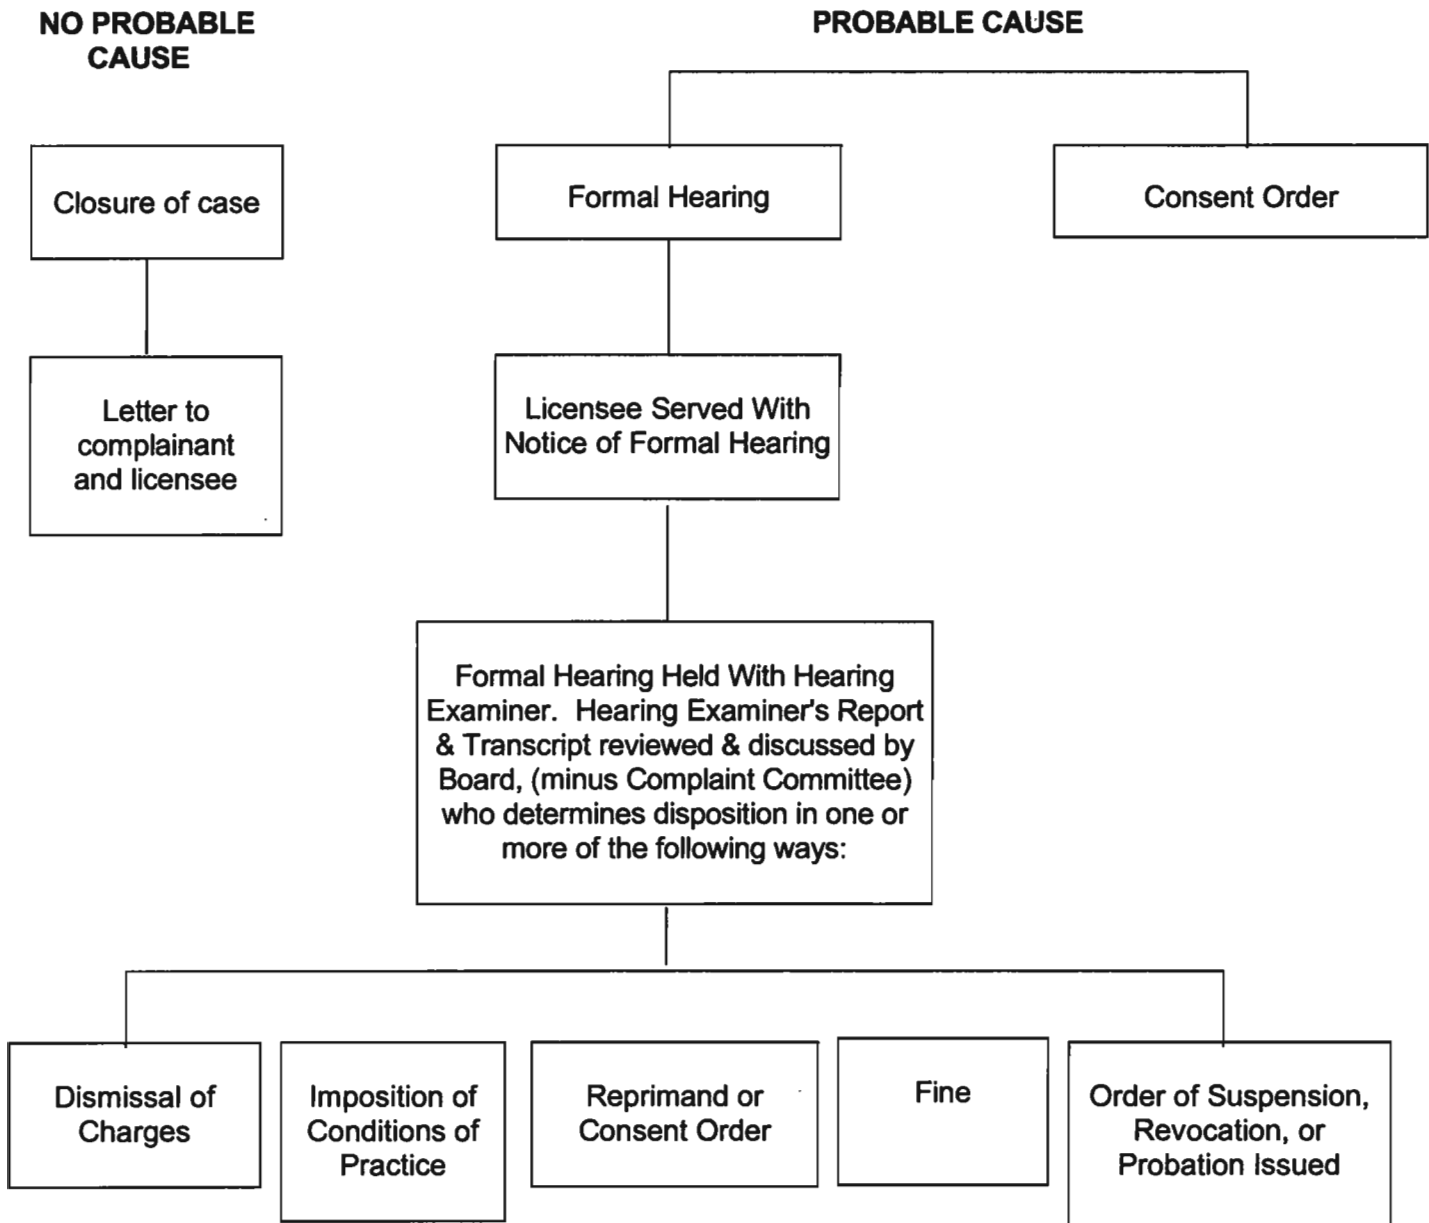 NO PROBABLE
CAUSE
PROBABLE CAUSE
Closure of case
Formal Hearing
Consent Order
Letter to
complainant
and licensee
Licensee Served With
Notice of Formal Hearing
Formal Hearing Held With Hearing
Examiner. Hearing Examiner's Report
& Transcript reviewed & discussed by
Board, (minus Complaint Committee)
who determines disposition in one or
more of the following ways:
Dismissal of
Charges
Imposition of
Conditions of
Practice
Reprimand or
Consent Order
Fine
Order of Suspension,
Revocation, or
Probation Issued